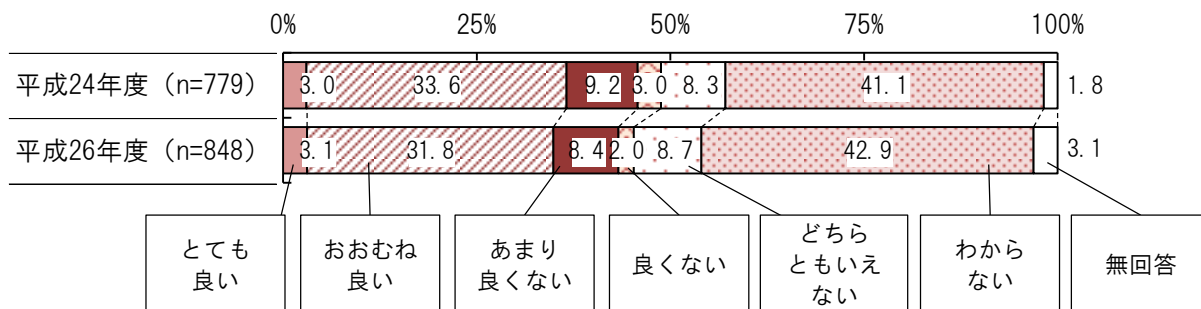 0% 25% 50% 75% 100%
平成24年度 (n=779) 3.0 33.6 9.2 3.0 8.3 41.1 1.8
平成26年度 (n=848) 3.1 31.8 8.4 2.0 8.7 42.9 3.1
とても
良い
おおむね
良い
あまり
良くない
良くない
どちら
ともいえ
ない
わから
ない
無回答